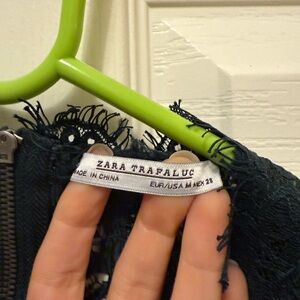 ZARA TRAFALUC
MADE IN CHINA
EUR/USA M MEX 28